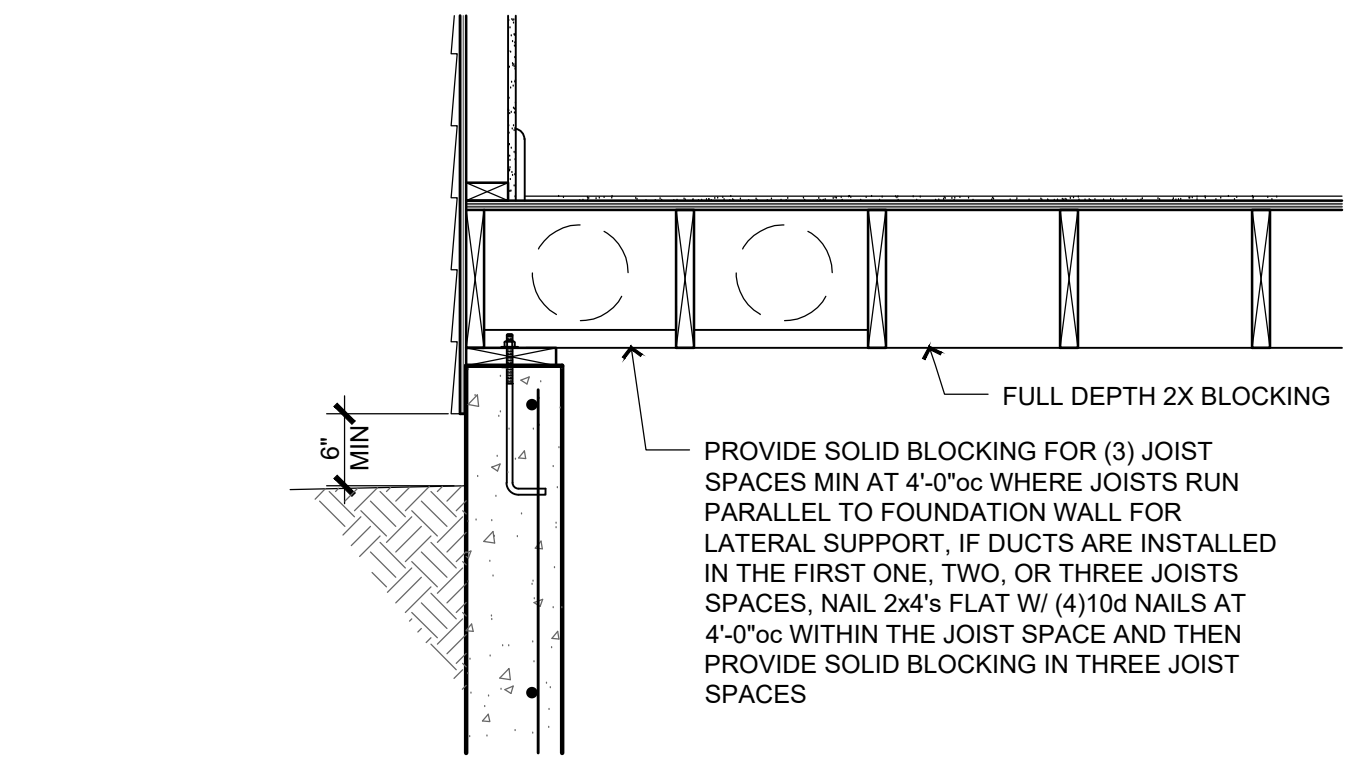 FULL DEPTH 2X BLOCKING
6"
MIN
PROVIDE SOLID BLOCKING FOR (3) JOIST
SPACES MIN AT 4'-0"oc WHERE JOISTS RUN
PARALLEL TO FOUNDATION WALL FOR
LATERAL SUPPORT, IF DUCTS ARE INSTALLED
IN THE FIRST ONE, TWO, OR THREE JOISTS
SPACES, NAIL 2x4's FLAT W/ (4)10d NAILS AT
4'-0"oc WITHIN THE JOIST SPACE AND THEN
PROVIDE SOLID BLOCKING IN THREE JOIST
SPACES